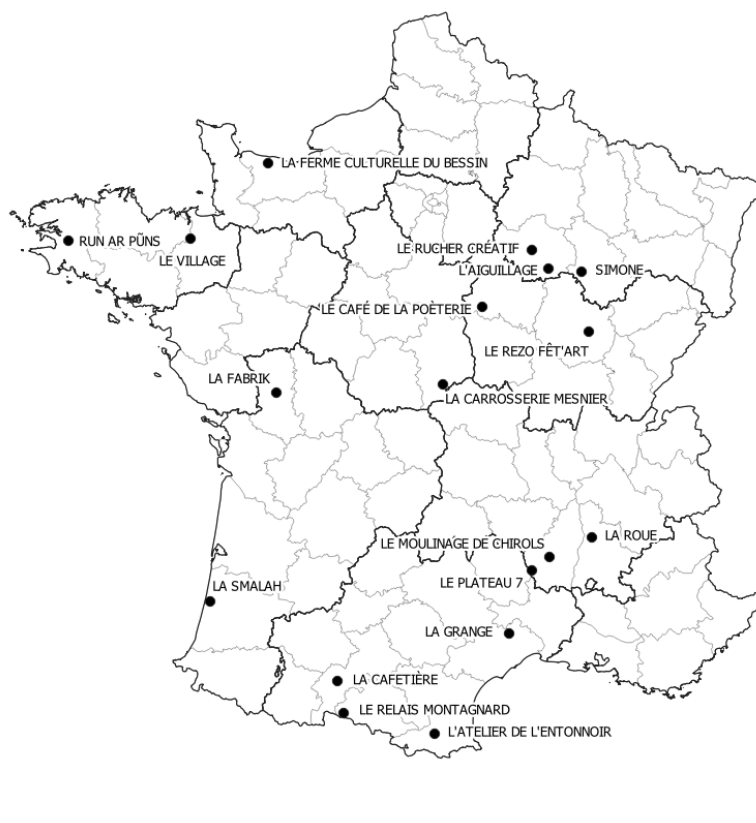 LA FERME CULTURELLE DU BESSIN
RUN AR PŨNS
LE VILLAGE
LE RUCHER CRÉATIF
L'AIGUILLAGE
SIMONE
LE CAFÉ DE LA POÈTERIE
LE REZO FÊT'ART
LA FABRIK
LA CARROSSERIE MESNIER
LA ROUE
LE MOULINAGE DE CHIROLS
LE PLATEAU 7
LA SMALAH
LA GRANGE
LA CAFETIÈRE
LE RELAIS MONTAGNARD
L'ATELIER DE L'ENTONNOIR